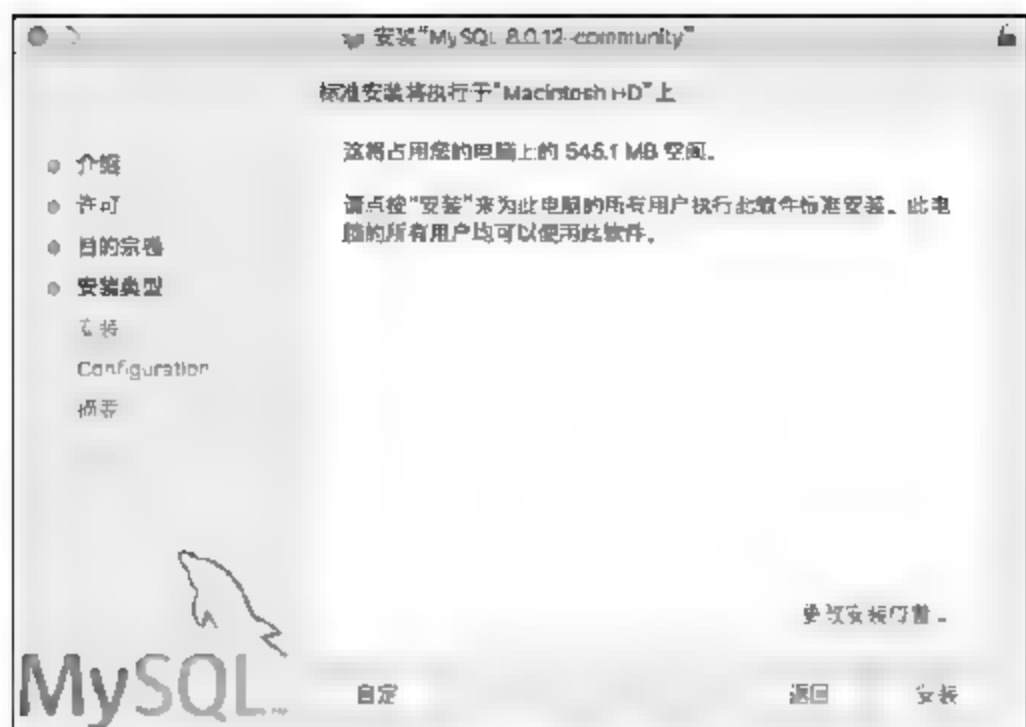 安装“MySQL 8.0.12-community”
标准安装将执行于“Macintosh HD”上
介绍
许可
目的宗卷
安装类型
安装
Configuration
摘要
这将占用您的电脑上的 545.1 MB 空间。
请点按“安装”来为此电脑的所有用户执行此软件标准安装。此电
脑的所有用户均可以使用此软件。
更改安装位置…
MySQL
自定
返回
安装